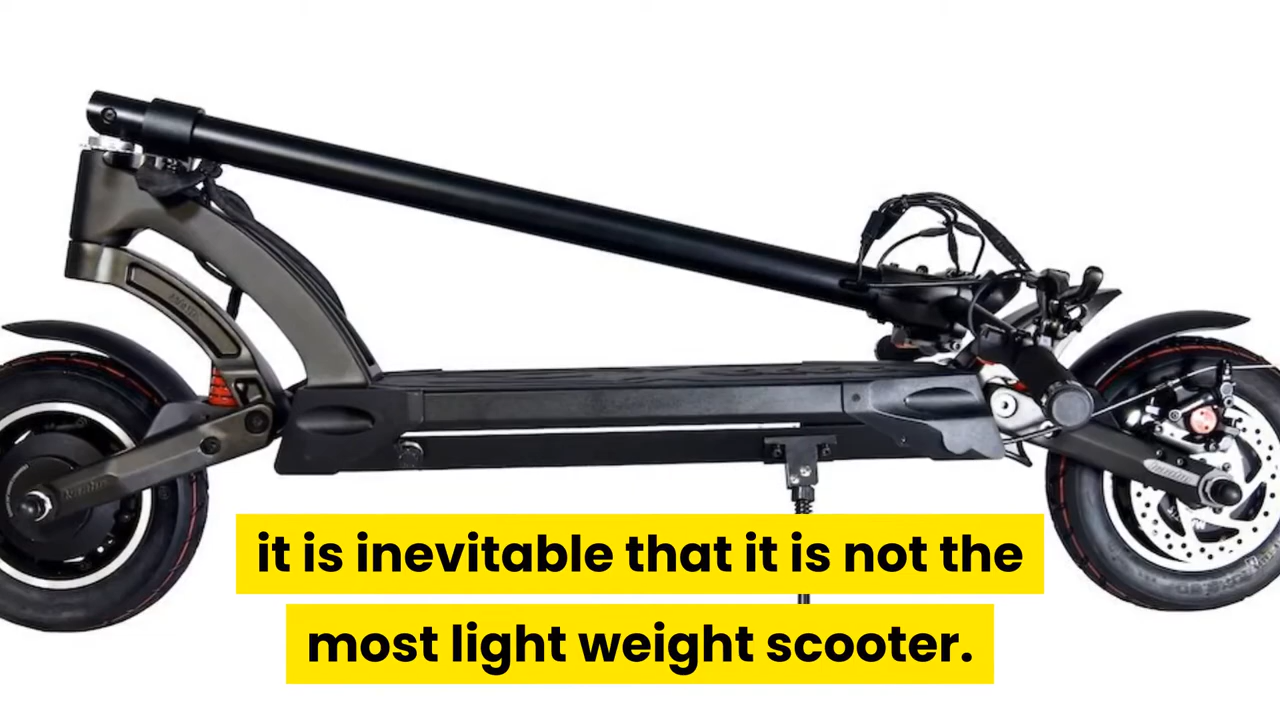 it is inevitable that it is not the
most light weight scooter.